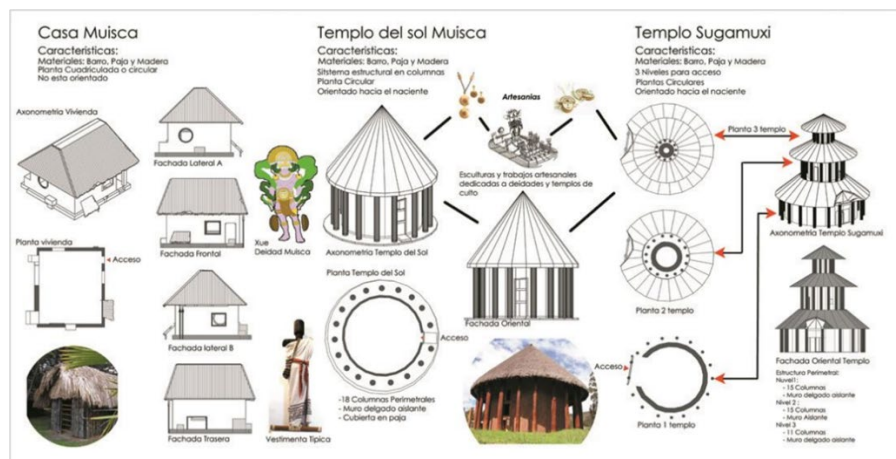 Casa Muisca
Caracteristicas:
Materiales: Barro, Paja y Madera
Planta Cuadriculada o circular
No esta orientado
Axonometria Vivienda
Fachada Lateral A
Fachada Frontal
Planta vivienda
Acceso
Fachada lateral B
Fachada Trasera
Templo del sol Muisca
Caracteristicas:
Materiales: Barro, Paja y Madera
Sitstema estructural en columnas
Planta Circular
Orientado hacia el naciente
Artesanias
Esculturas y trabajos artesanales
dedicadas a deidades y templos de
culto
Xue
Deidad Muisca
Axonometria Templo del Sol
Planta Templo del Sol
Acceso
Fachada Oriental
-18 Columnas Perimetrales
- Muro delgado aislante
- Cubierta en paja
Vestimenta Tipica
Templo Sugamuxi
Caracteristicas:
Materiales: Barro, Paja y Madera
3 Niveles para acceso
Plantas Circulares
Orientado hacia el naciente
Planta 3 templo
Axonometria Templo Sugamuxi
Planta 2 templo
Fachada Oriental Templo
Acceso
Planta 1 templo
Estructura Perimetral:
Nuvel1:
- 15 Columnas
- Muro delgado aislante
Nivel 2 :
- 15 Columnas
- Muro Aislante
Nivel 3
- 11 Columnas
- Muro delgado aislante